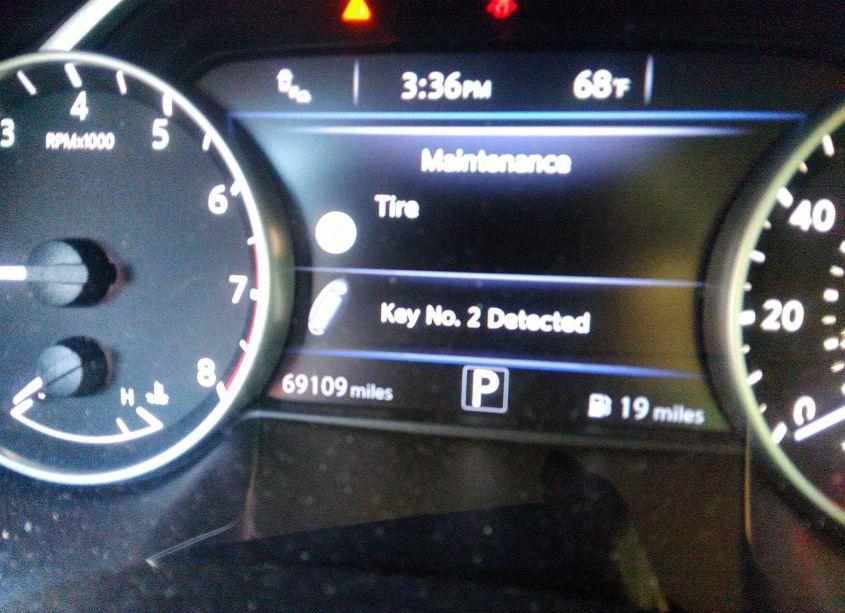 3:36PM
68°F
Maintenance
Tire
Key No. 2 Detected
69109 miles
P
19 miles
3
4
5
6
7
8
RPMx1000
H
40
20
0